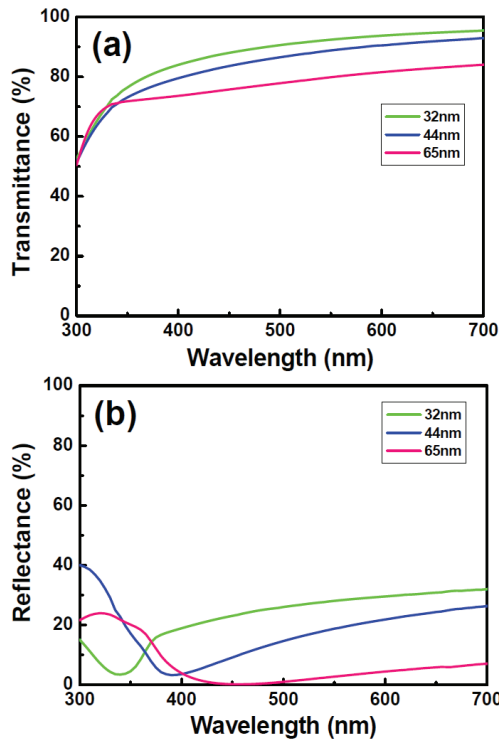 (a)
100
80
60
40
20
0
Transmittance (%)
32nm
44nm
65nm
300 400 500 600 700
Wavelength (nm)
(b)
100
80
60
40
20
0
Reflectance (%)
32nm
44nm
65nm
300 400 500 600 700
Wavelength (nm)